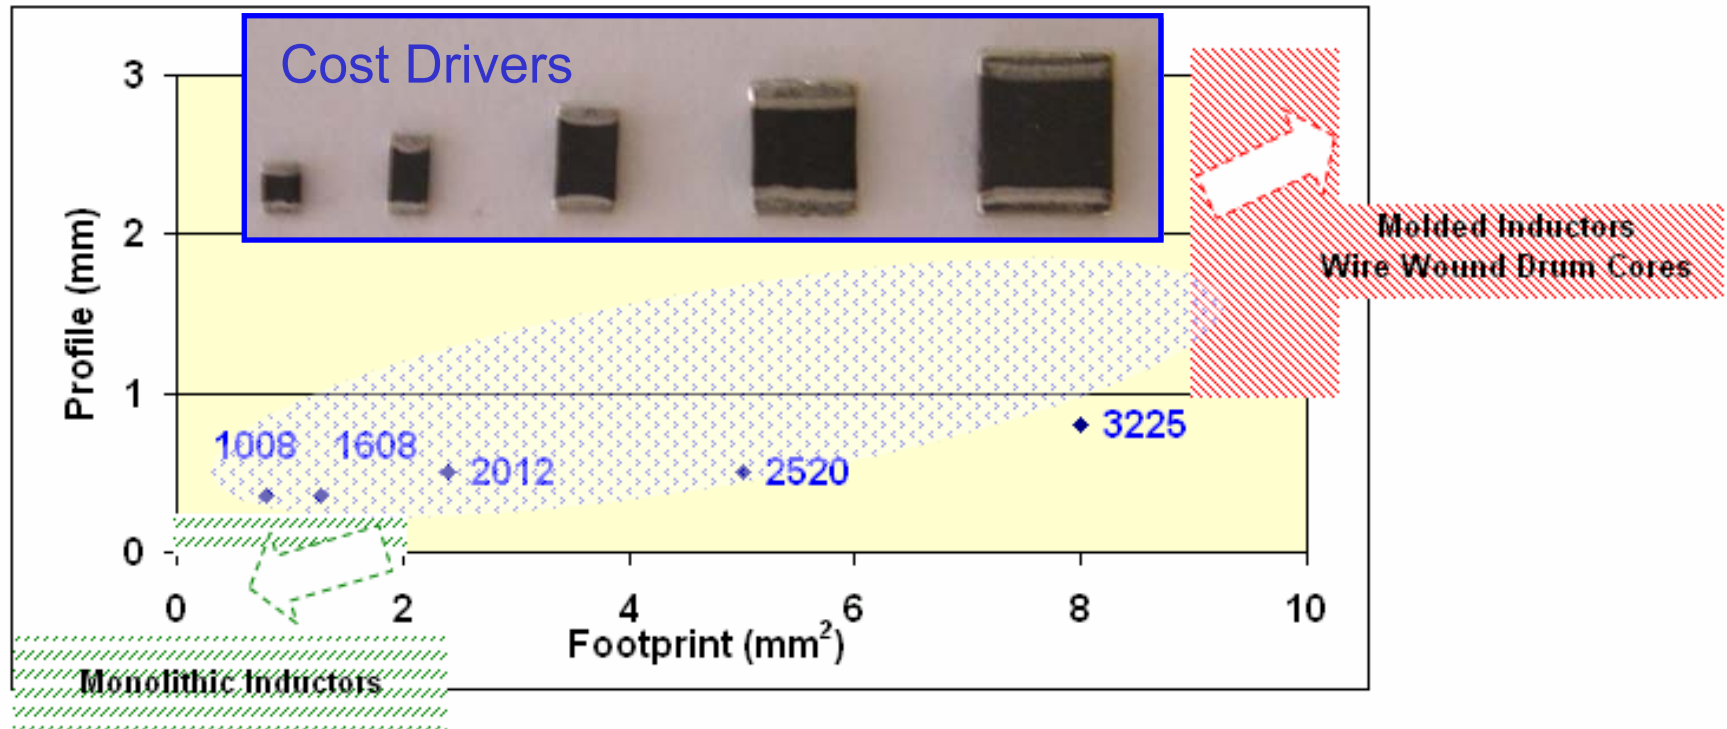 Cost Drivers
3
2
1
0
Profile (mm)
Molded Inductors
Wire Wound Drum Cores
1008
1608
2012
2520
3225
0
2
4
6
8
10
Footprint (mm²)
Monolithic Inductors